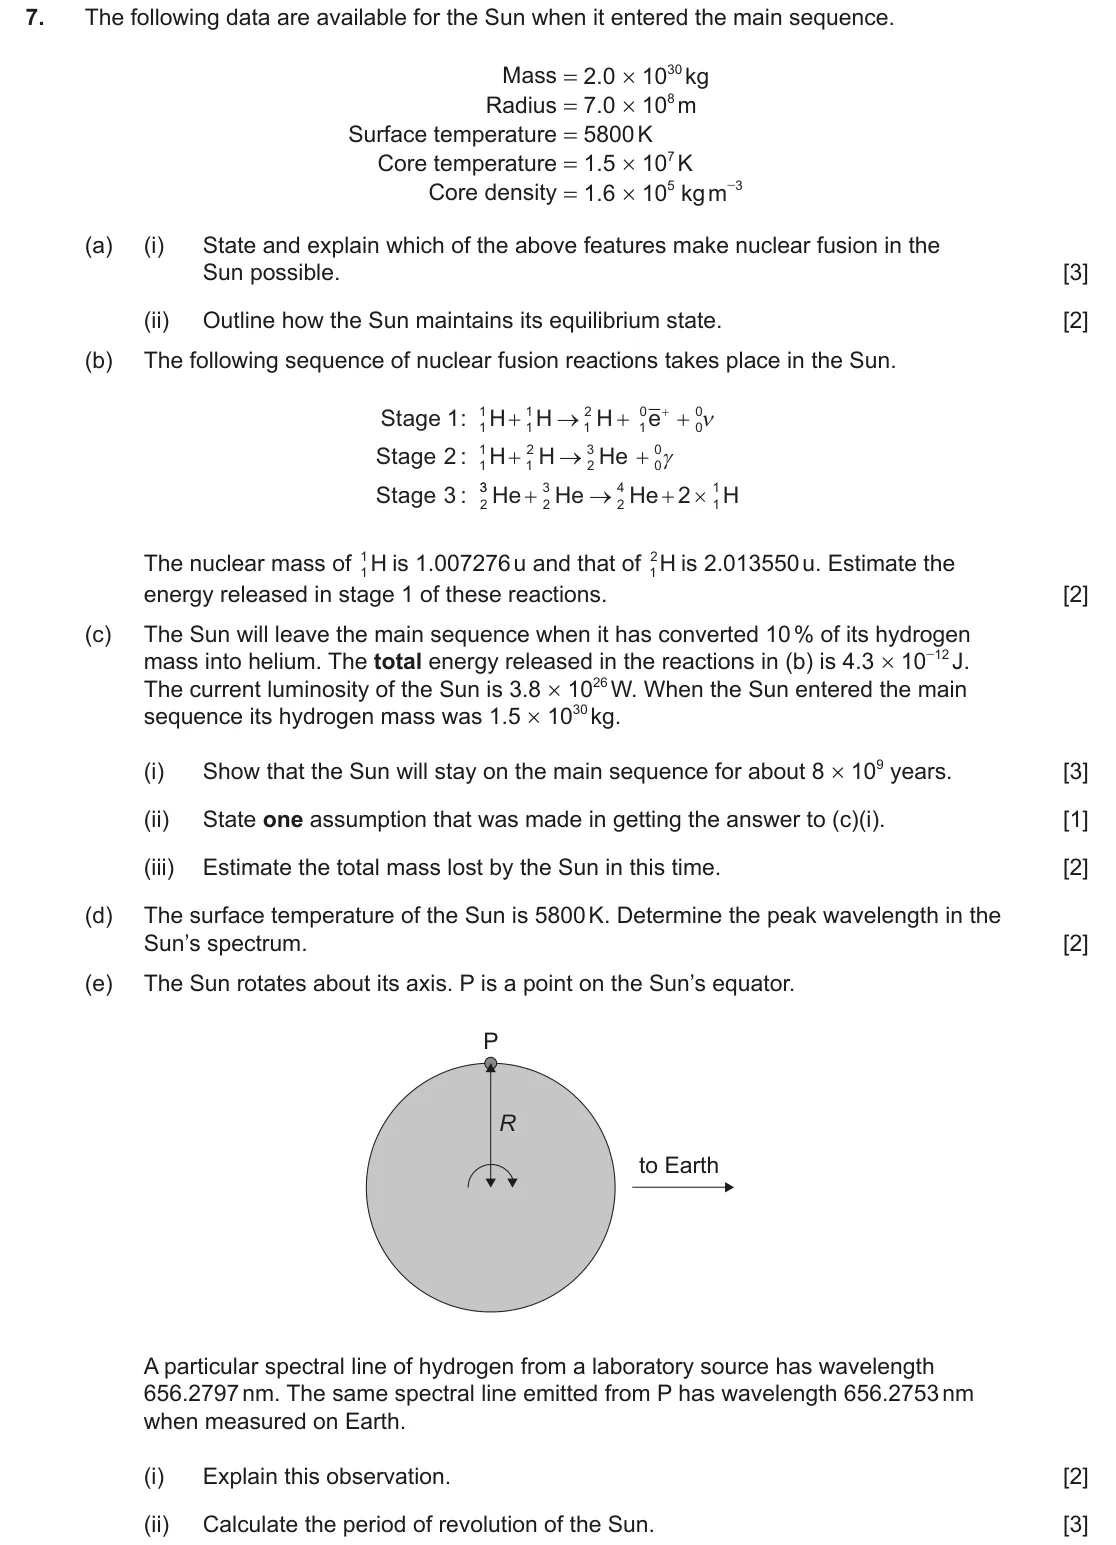 7. The following data are available for the Sun when it entered the main sequence.
Mass = 2.0 × 10³⁰ kg
Radius = 7.0 × 10⁸ m
Surface temperature = 5800 K
Core temperature = 1.5 × 10⁷ K
Core density = 1.6 × 10⁵ kg m⁻³
(a) (i) State and explain which of the above features make nuclear fusion in the
Sun possible. [3]
(ii) Outline how the Sun maintains its equilibrium state. [2]
(b) The following sequence of nuclear fusion reactions takes place in the Sun.
Stage 1: ¹₁H + ¹₁H → ²₁H + ⁰₁e̅⁺ + ⁰₀ν
Stage 2: ¹₁H + ²₁H → ³₂He + ⁰₀γ
Stage 3: ³₂He + ³₂He → ⁴₂He + 2 × ¹₁H
The nuclear mass of ¹₁H is 1.007276 u and that of ²₁H is 2.013550 u. Estimate the
energy released in stage 1 of these reactions. [2]
(c) The Sun will leave the main sequence when it has converted 10 % of its hydrogen
mass into helium. The total energy released in the reactions in (b) is 4.3 × 10⁻¹² J.
The current luminosity of the Sun is 3.8 × 10²⁶ W. When the Sun entered the main
sequence its hydrogen mass was 1.5 × 10³⁰ kg.
(i) Show that the Sun will stay on the main sequence for about 8 × 10⁹ years. [3]
(ii) State one assumption that was made in getting the answer to (c)(i). [1]
(iii) Estimate the total mass lost by the Sun in this time. [2]
(d) The surface temperature of the Sun is 5800 K. Determine the peak wavelength in the
Sun's spectrum. [2]
(e) The Sun rotates about its axis. P is a point on the Sun's equator.
P
R
to Earth
A particular spectral line of hydrogen from a laboratory source has wavelength
656.2797 nm. The same spectral line emitted from P has wavelength 656.2753 nm
when measured on Earth.
(i) Explain this observation. [2]
(ii) Calculate the period of revolution of the Sun. [3]